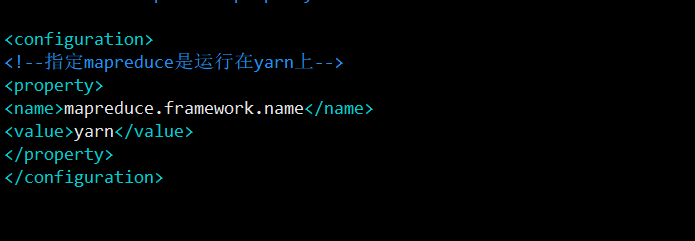 <configuration>
<!--指定mapreduce是运行在yarn上-->
<property>
<name>mapreduce.framework.name</name>
<value>yarn</value>
</property>
</configuration>